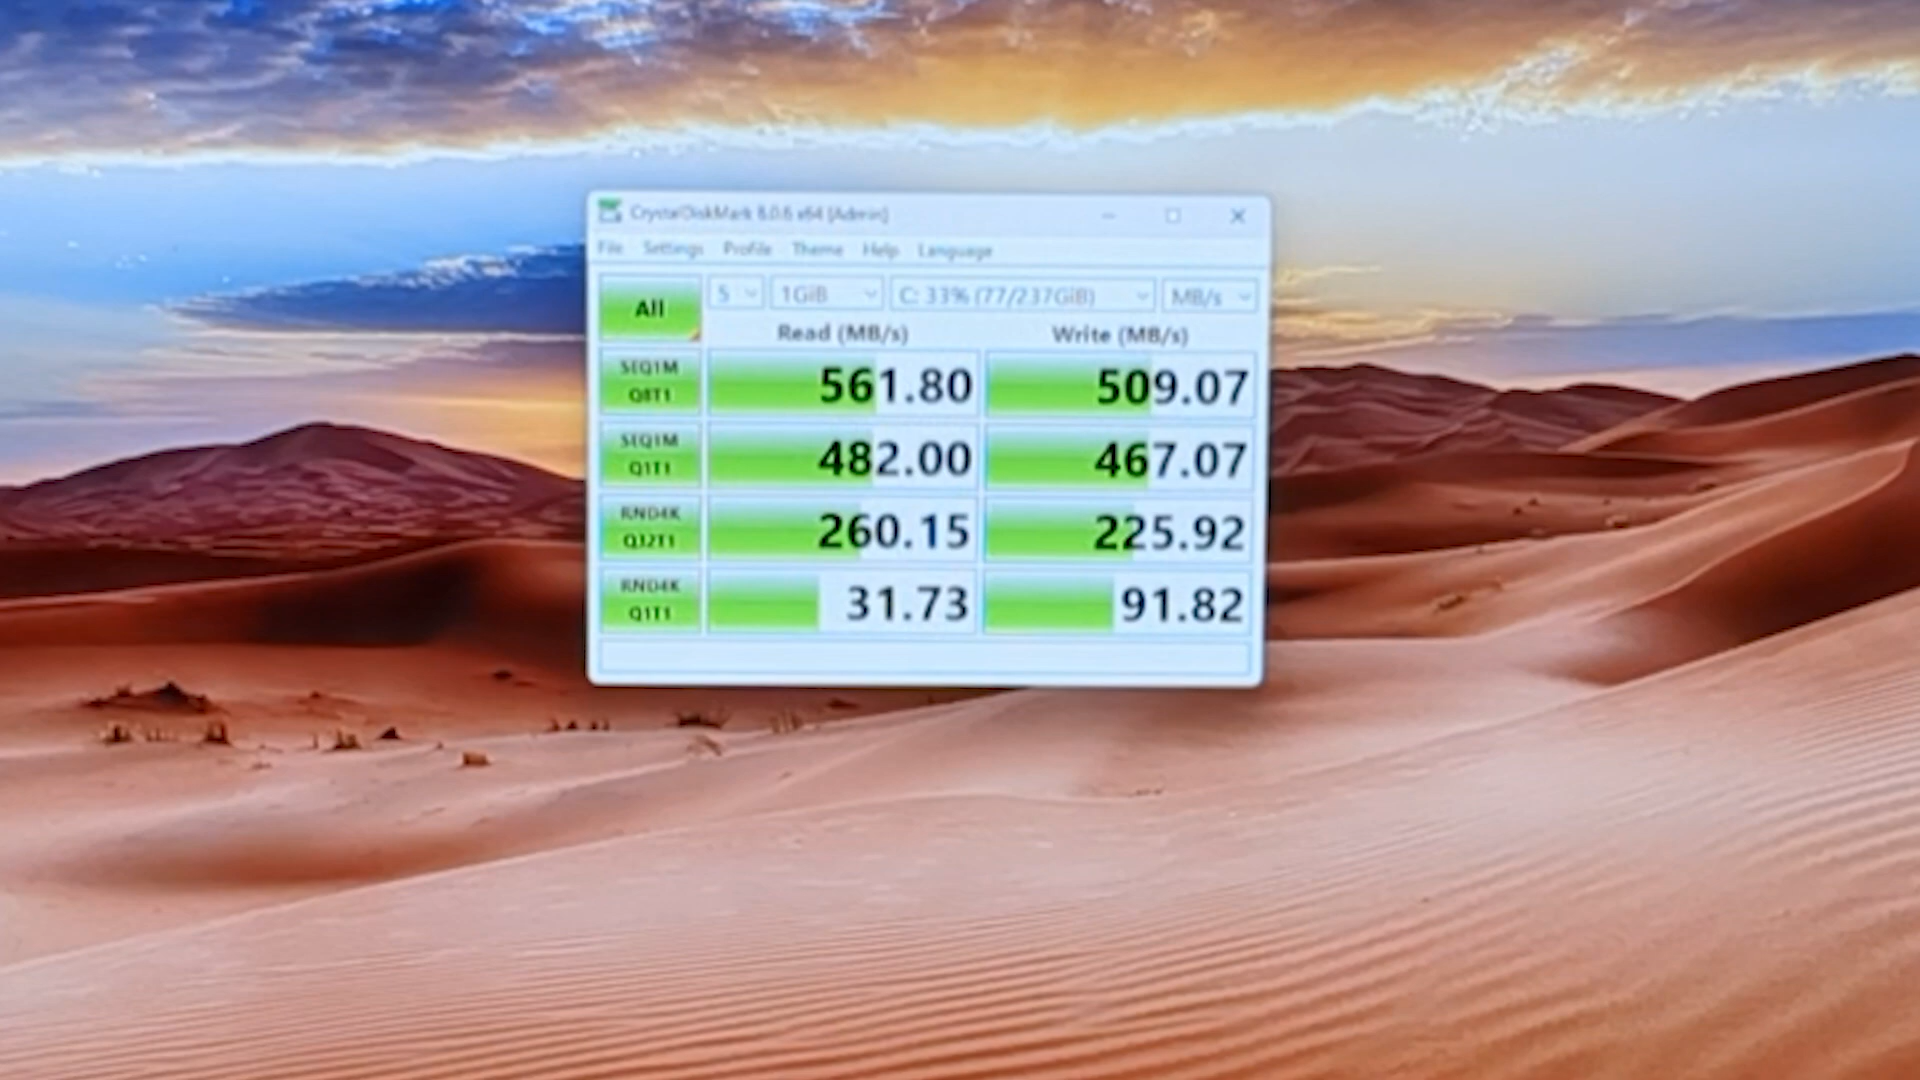 CrystalDiskMark 8.0.6 x64 [Admin]
File Settings Profile Theme Help Language
All 5 1GiB C: 33% (77/237GiB) MB/s
Read (MB/s) Write (MB/s)
SEQ1M
Q8T1 561.80 509.07
SEQ1M
Q1T1 482.00 467.07
RND4K
Q32T1 260.15 225.92
RND4K
Q1T1 31.73 91.82